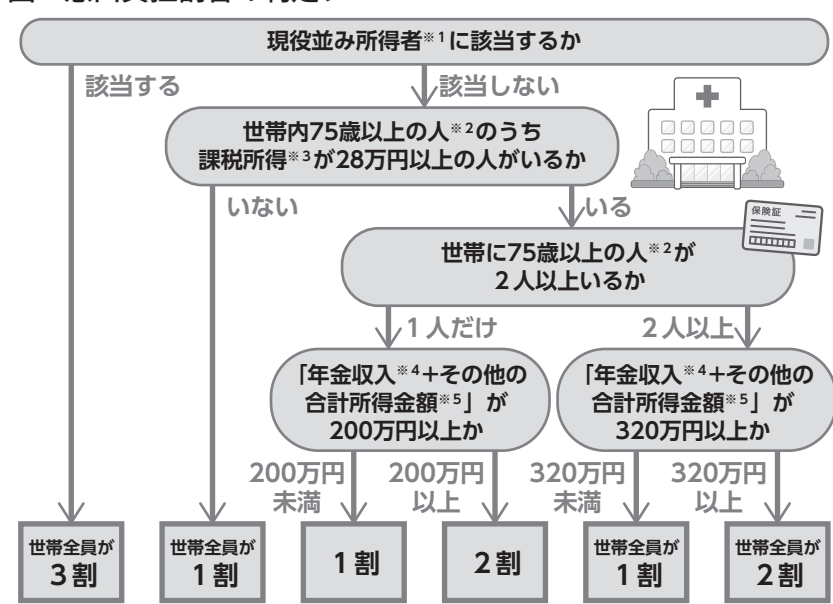 現役並み所得者※1に該当するか
該当する
該当しない
世帯内75歳以上の人※2のうち
課税所得※3が28万円以上の人がいるか
いない
いる
保険証
世帯に75歳以上の人※2が
2人以上いるか
1人だけ
2人以上
「年金収入※4+その他の
合計所得金額※5」が
200万円以上か
「年金収入※4+その他の
合計所得金額※5」が
320万円以上か
200万円
未満
200万円
以上
320万円
未満
320万円
以上
世帯全員が
3割
世帯全員が
1割
1割
2割
世帯全員が
1割
世帯全員が
2割